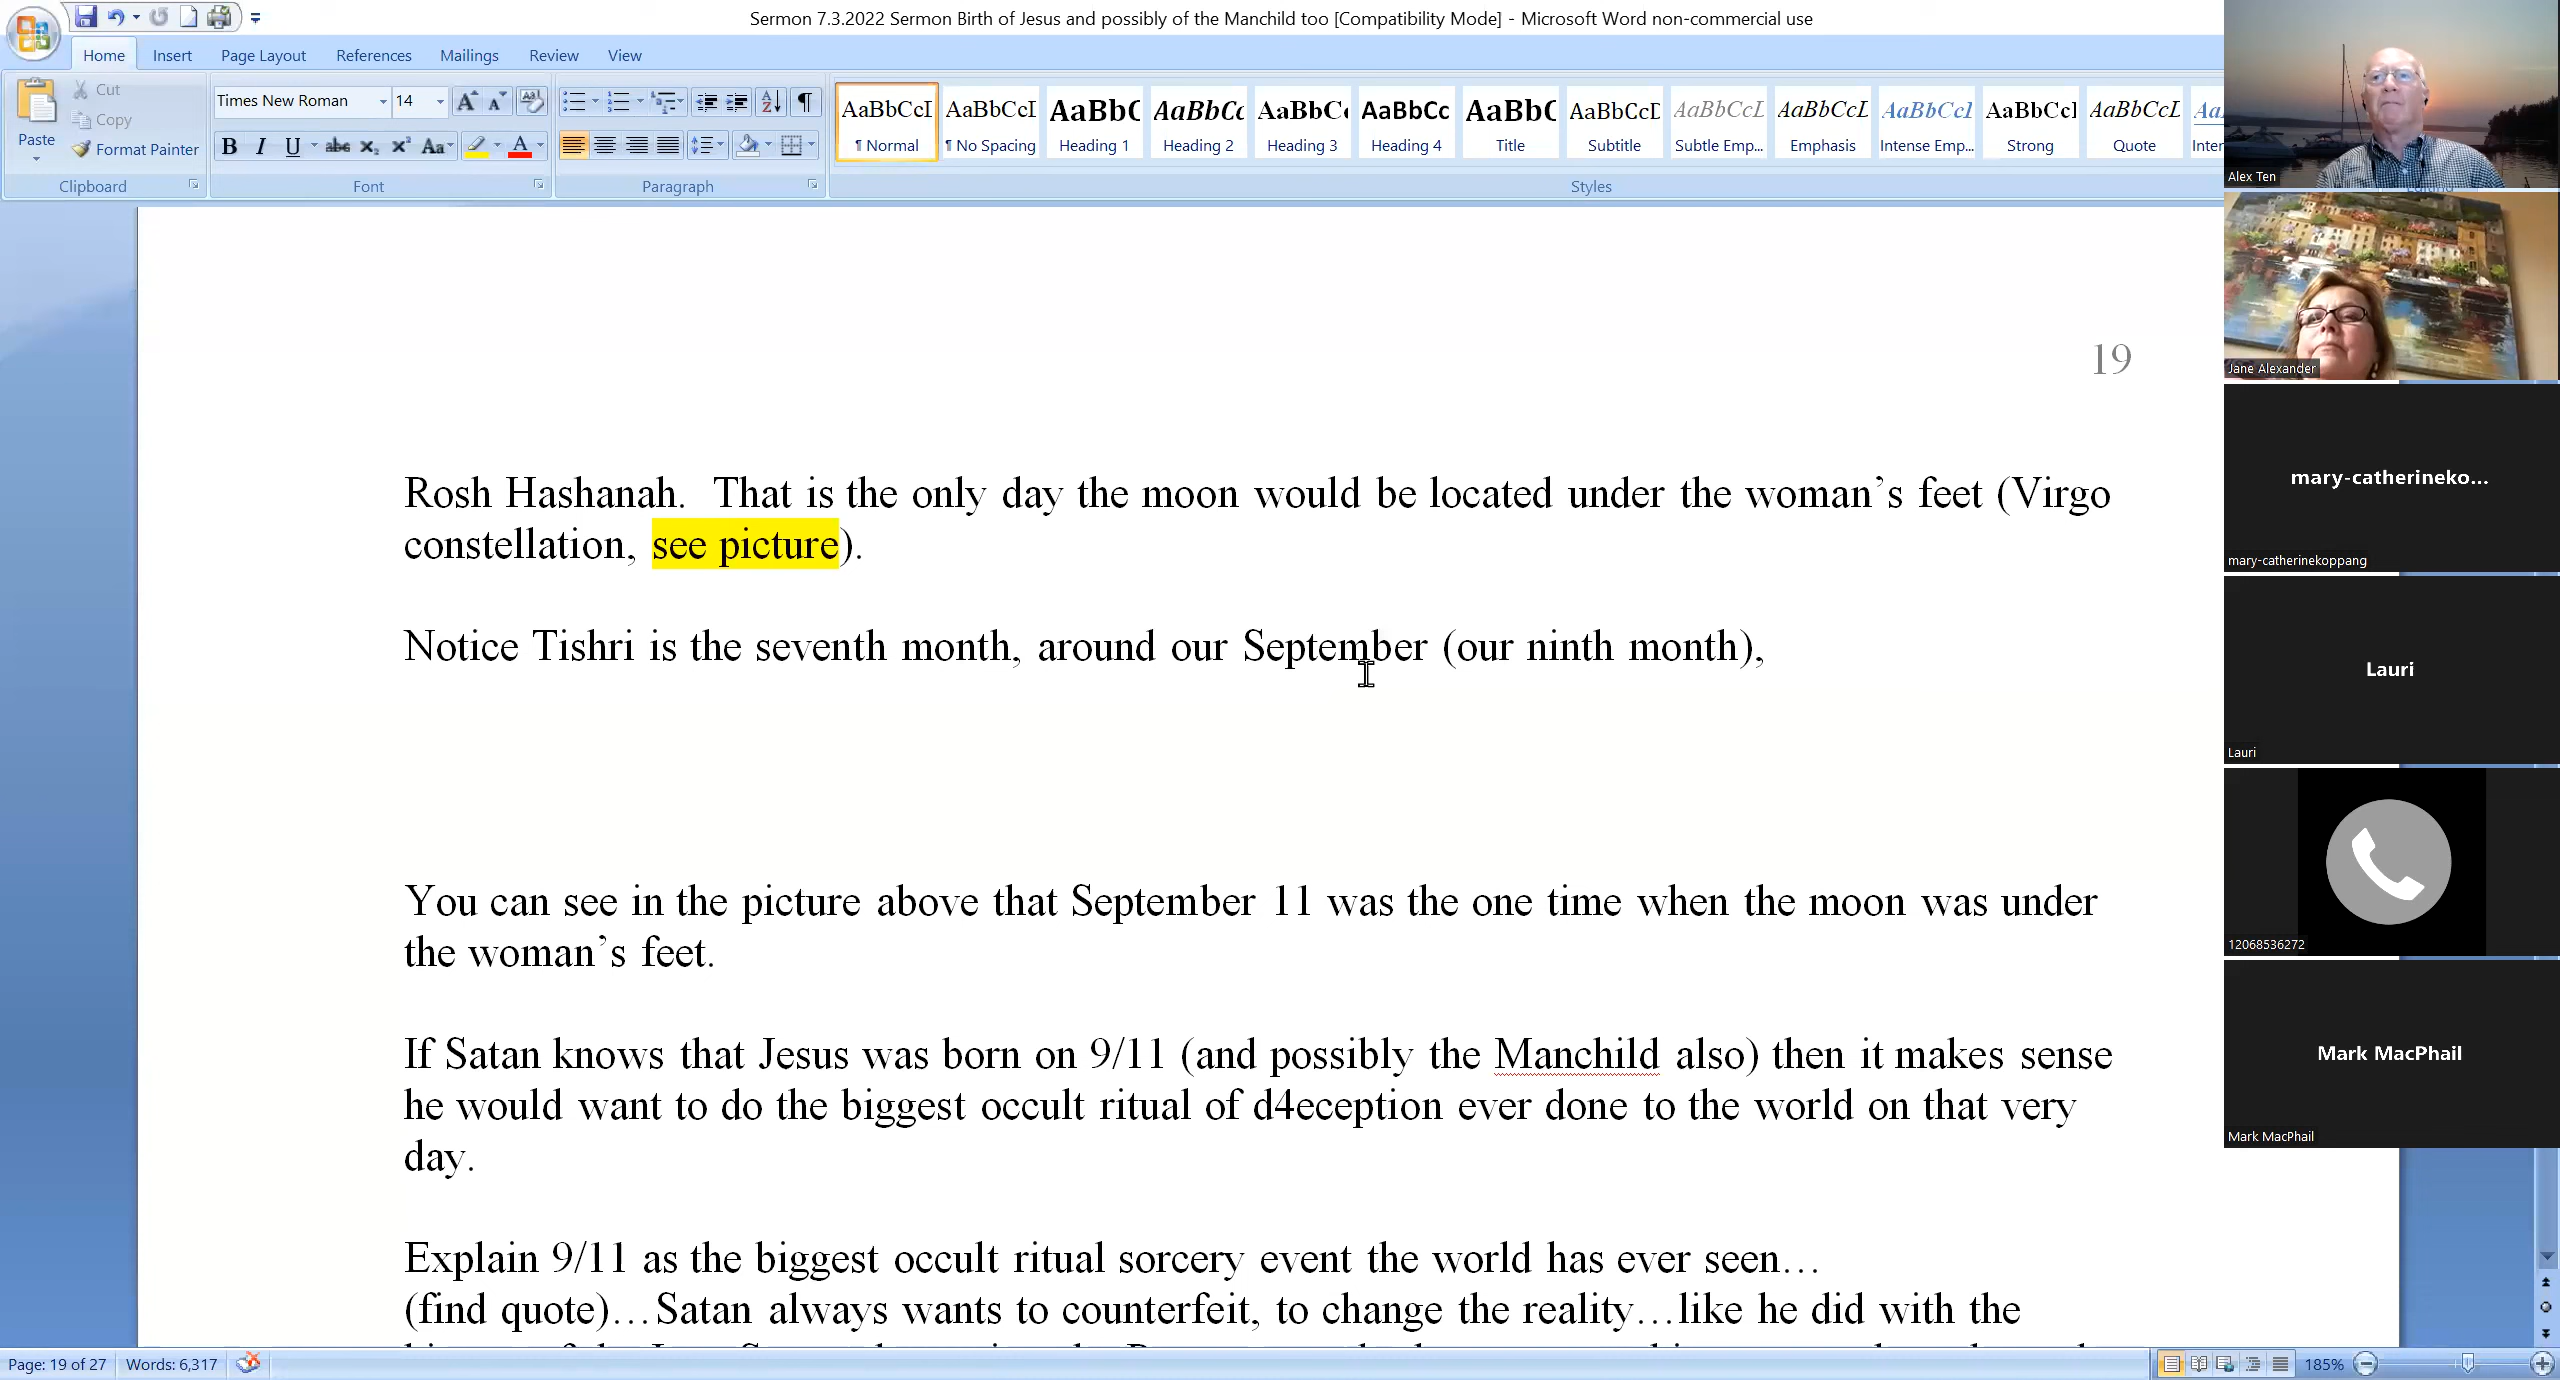 Sermon 7.3.2022 Sermon Birth of Jesus and possibly of the Manchild too [Compatibility Mode] - Microsoft Word non-commercial use
Home Insert Page Layout References Mailings Review View
Paste
Cut
Copy
Format Painter
Clipboard
Times New Roman 14
Font
Paragraph
AaBbCcI AaBbCcI AaBbC AaBbCc AaBbCc AaBbCc AaBbC AaBbCcD AaBbCcL AaBbCcL AaBbCcI AaBbCcI AaBbCcL
¶ Normal ¶ No Spacing Heading 1 Heading 2 Heading 3 Heading 4 Title Subtitle Subtle Emp... Emphasis Intense Emp... Strong Quote
Styles
Alex Ten
Jane Alexander
mary-catherineko...
mary-catherinekoppang
Lauri
Lauri
12068536272
Mark MacPhail
Mark MacPhail
19
Rosh Hashanah.  That is the only day the moon would be located under the woman’s feet (Virgo
constellation, see picture).
Notice Tishri is the seventh month, around our September (our ninth month),
You can see in the picture above that September 11 was the one time when the moon was under
the woman’s feet.
If Satan knows that Jesus was born on 9/11 (and possibly the Manchild also) then it makes sense
he would want to do the biggest occult ritual of d4eception ever done to the world on that very
day.
Explain 9/11 as the biggest occult ritual sorcery event the world has ever seen…
(find quote)…Satan always wants to counterfeit, to change the reality…like he did with the
Page: 19 of 27 Words: 6,317 185%